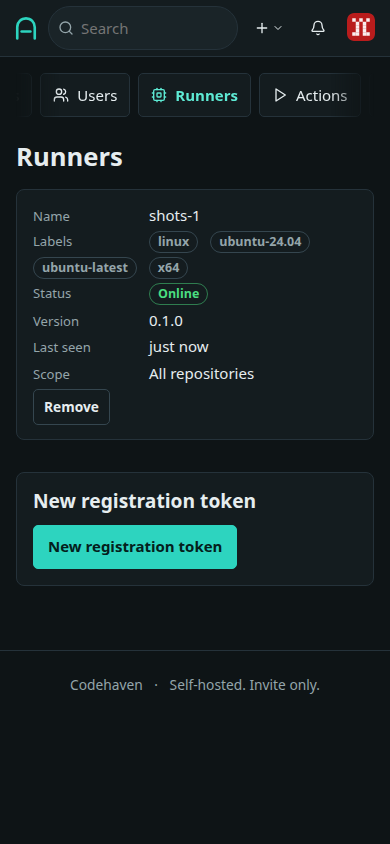 Search
Users Runners Actions
Runners
Name shots-1
Labels linux ubuntu-24.04
ubuntu-latest x64
Status Online
Version 0.1.0
Last seen just now
Scope All repositories
Remove
New registration token
New registration token
Codehaven · Self-hosted. Invite only.